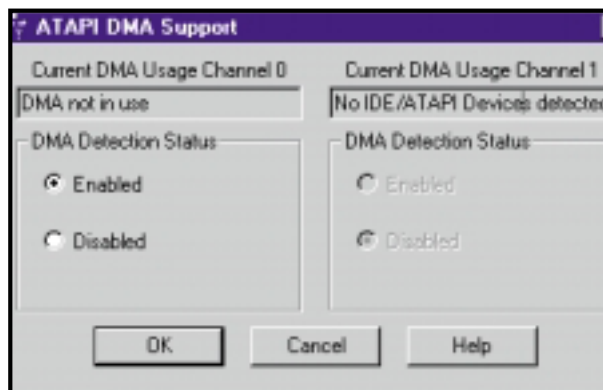 ATAPI DMA Support
Current DMA Usage Channel 0
DMA not in use
DMA Detection Status
Enabled
Disabled
Current DMA Usage Channel 1
No IDE/ATAPI Devices detected
DMA Detection Status
Enabled
Disabled
OK
Cancel
Help